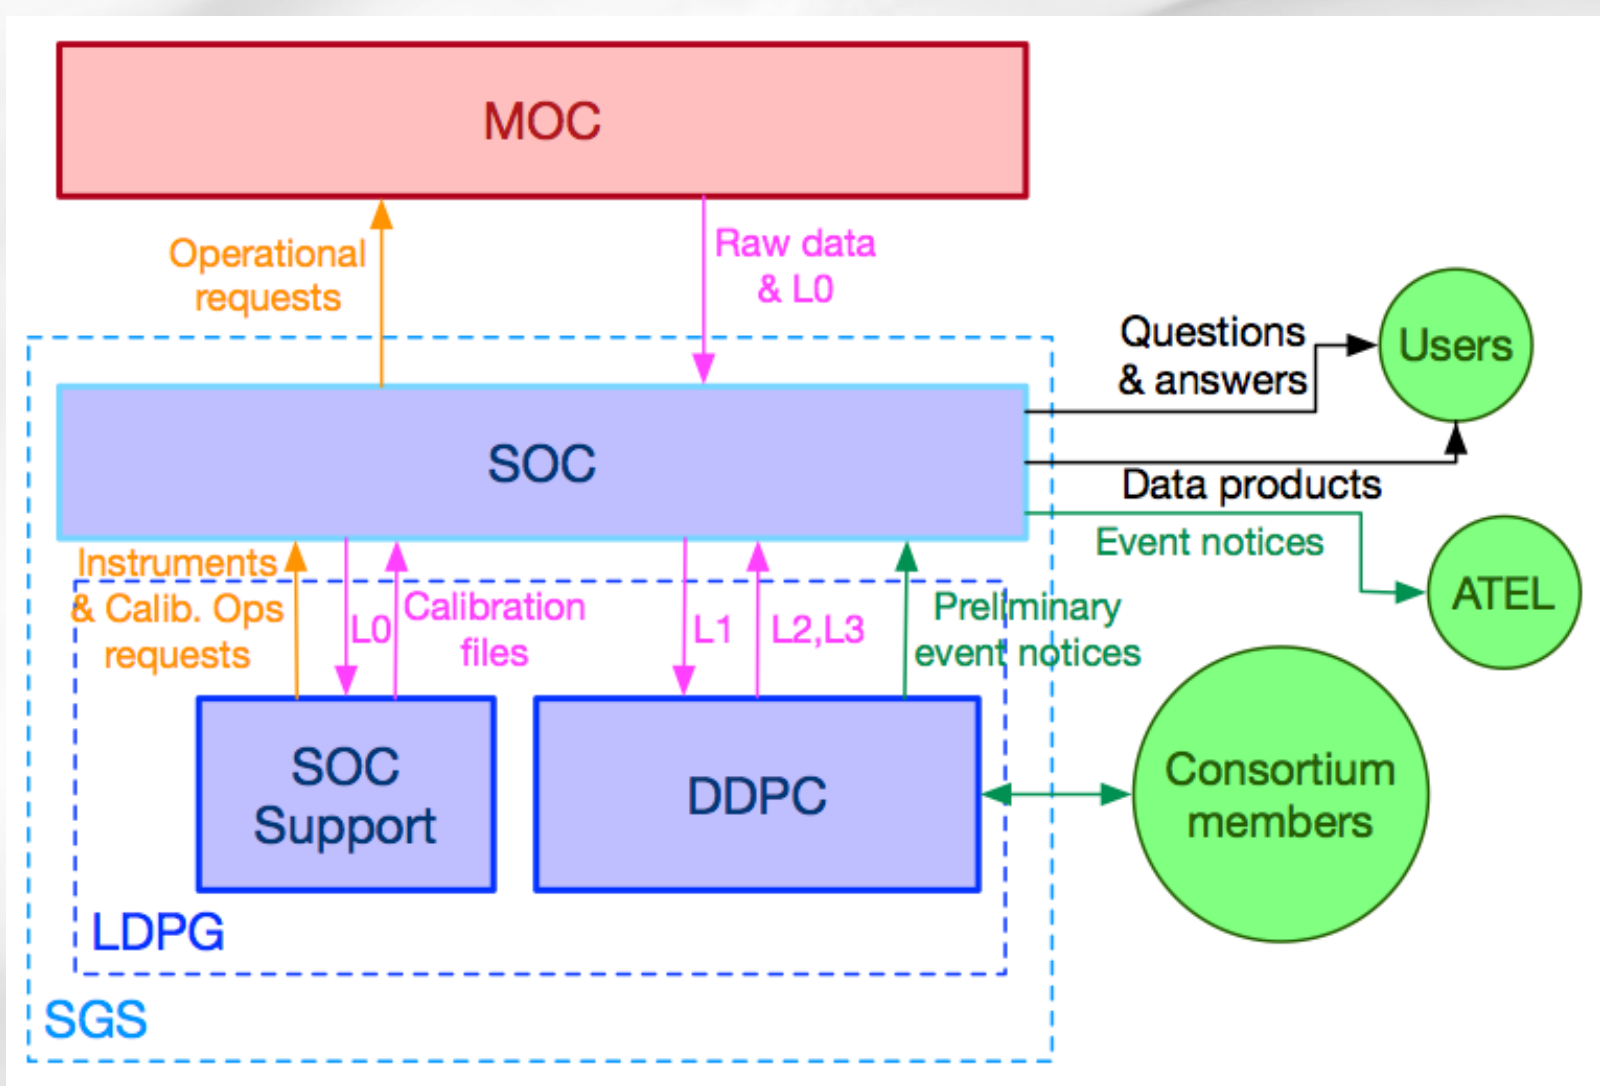 MOC
Operational
requests
Raw data
& L0
Questions
& answers
Users
SOC
Data products
Event notices
ATEL
Instruments
& Calib. Ops
requests
L0
Calibration
files
L1
L2,L3
Preliminary
event notices
SOC
Support
DDPC
Consortium
members
LDPG
SGS